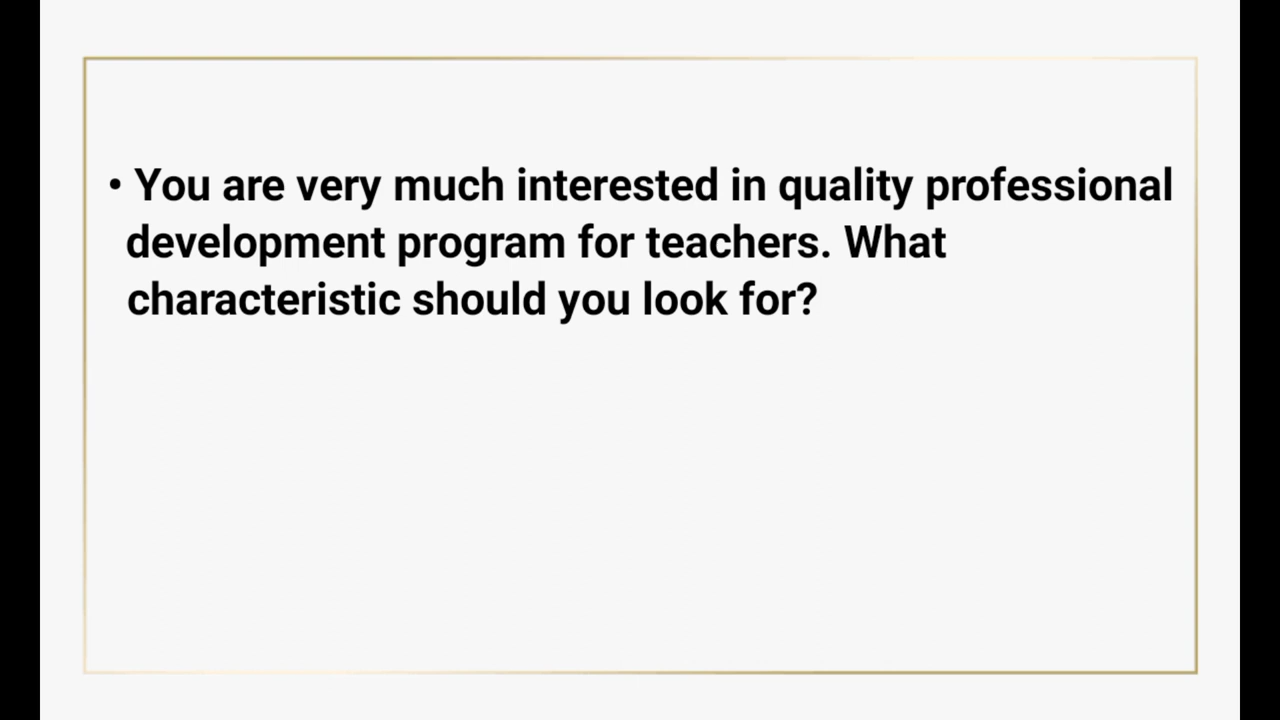 • You are very much interested in quality professional
development program for teachers. What
characteristic should you look for?